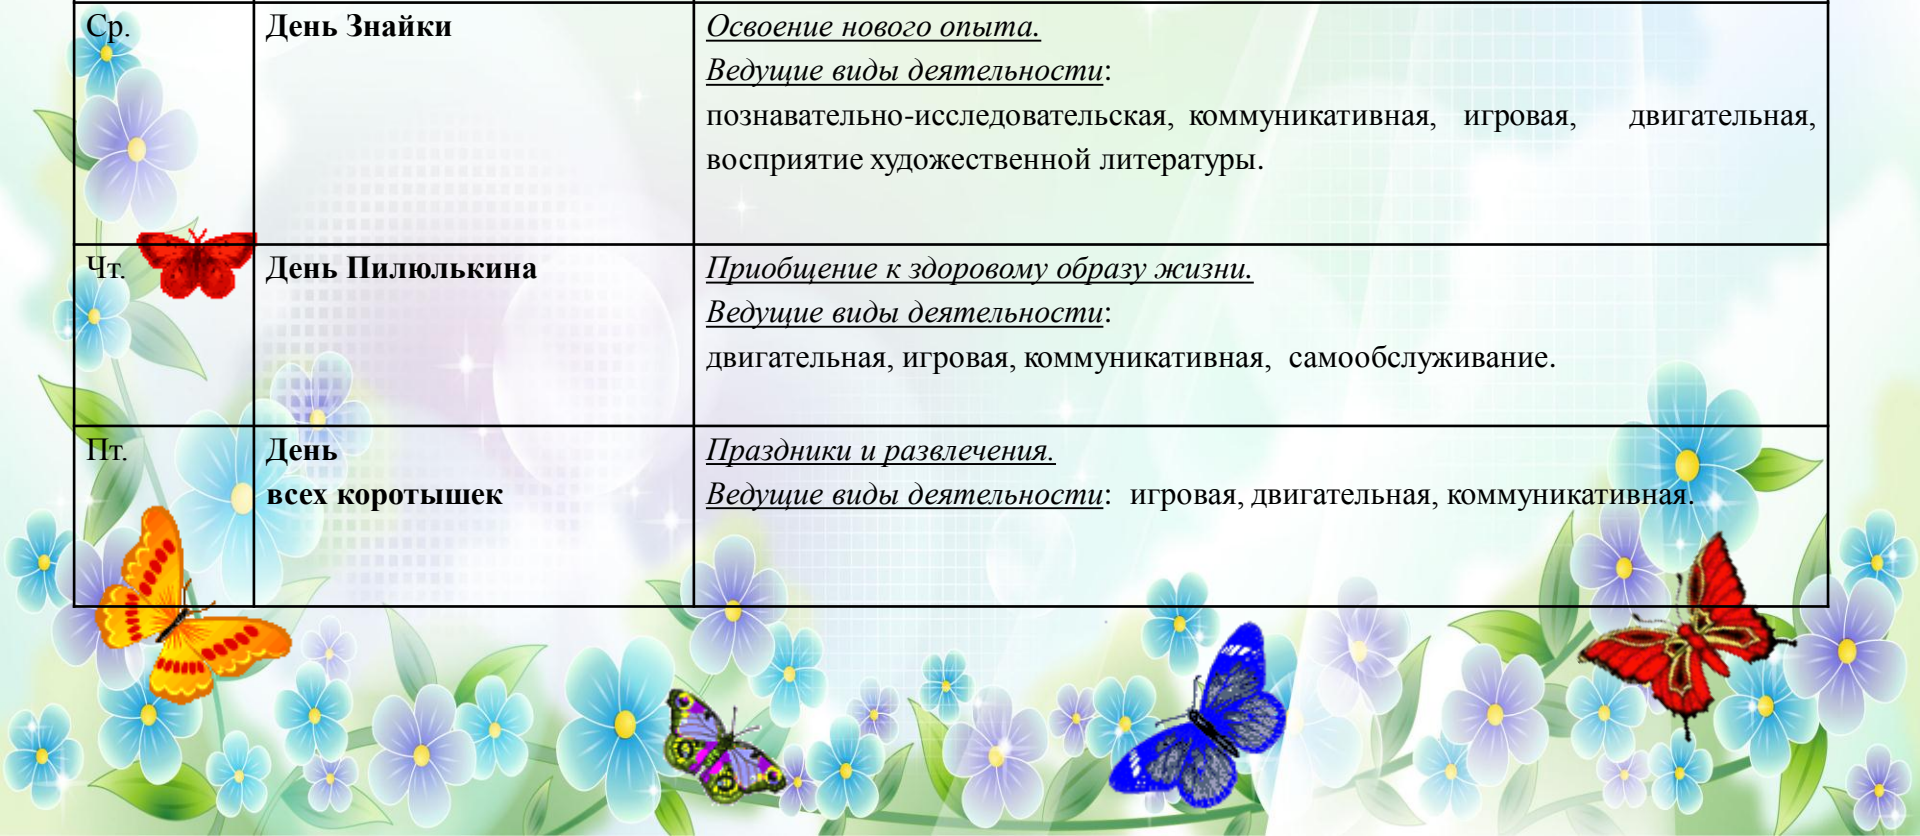 Ср.
День Знайки
Освоение нового опыта.
Ведущие виды деятельности:
познавательно-исследовательская, коммуникативная, игровая, двигательная,
восприятие художественной литературы.
Чт.
День Пилюлькина
Приобщение к здоровому образу жизни.
Ведущие виды деятельности:
двигательная, игровая, коммуникативная, самообслуживание.
Пт.
День
всех коротышек
Праздники и развлечения.
Ведущие виды деятельности: игровая, двигательная, коммуникативная.